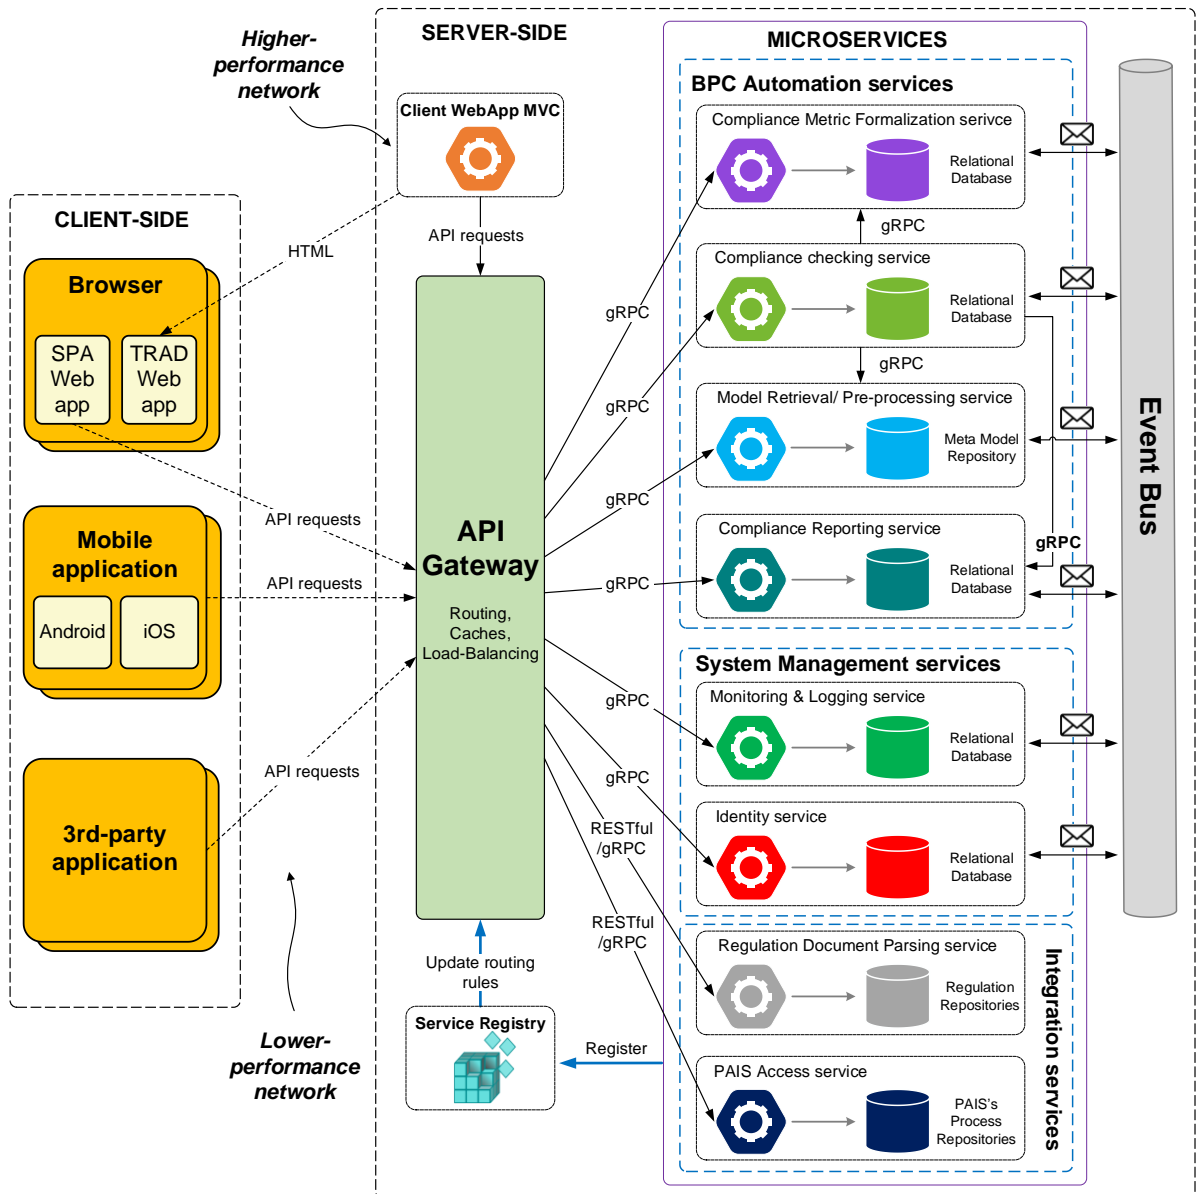 SERVER-SIDE
MICROSERVICES
Higher-
performance
network
Client WebApp MVC
API requests
HTML
CLIENT-SIDE
Browser
SPA
Web
app
TRAD
Web
app
Mobile
application
Android
iOS
3rd-party
application
API requests
API requests
API requests
Lower-
performance
network
API
Gateway
Routing,
Caches,
Load-Balancing
Update routing
rules
Service Registry
Register
gRPC
gRPC
gRPC
gRPC
gRPC
gRPC
RESTful
/gRPC
RESTful
/gRPC
BPC Automation services
Compliance Metric Formalization serivce
Relational
Database
gRPC
Compliance checking service
Relational
Database
gRPC
Model Retrieval/ Pre-processing service
Meta Model
Repository
Compliance Reporting service
gRPC
Relational
Database
System Management services
Monitoring & Logging service
Relational
Database
Identity service
Relational
Database
Integration services
Regulation Document Parsing service
Regulation
Repositories
PAIS Access service
PAIS's
Process
Repositories
Event Bus